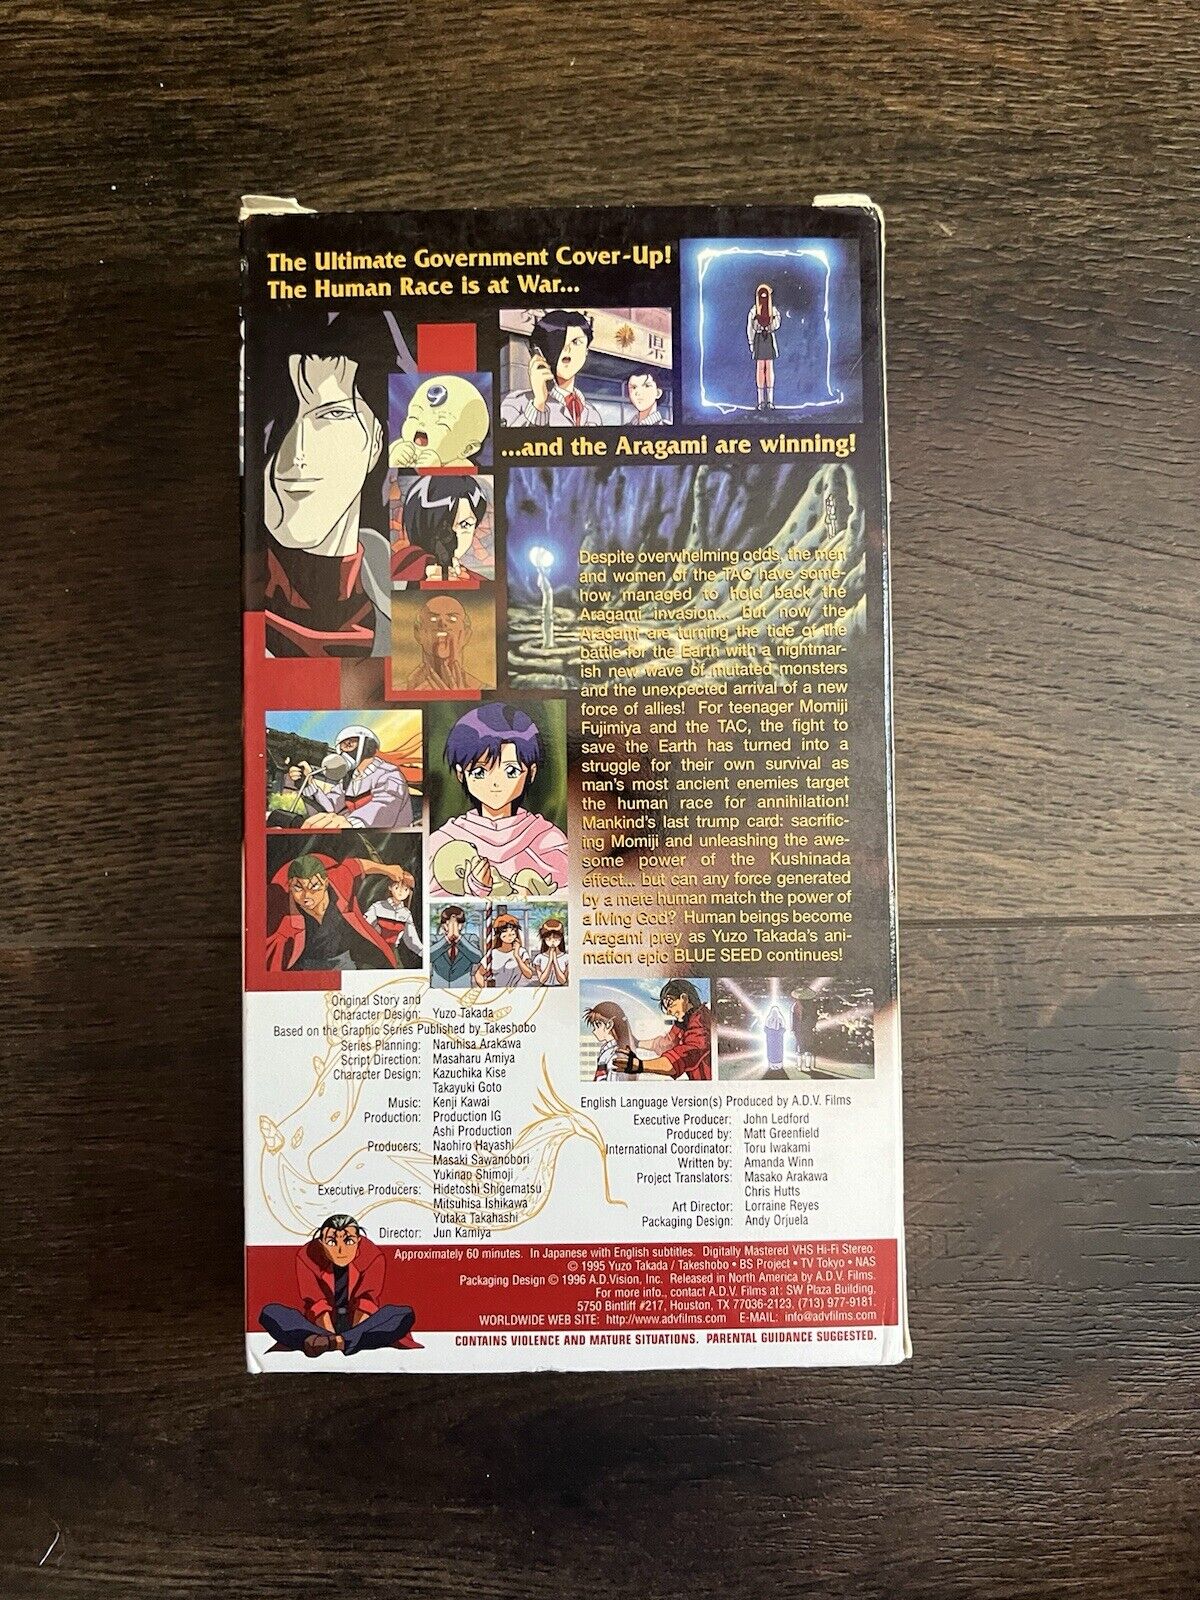 The Ultimate Government Cover-Up!
The Human Race is at War...
県
...and the Aragami are winning!
Despite overwhelming odds, the men
and women of the TAC have some-
how managed to hold back the
Aragami invasion... but now the
Aragami are turning the tide of the
battle for the Earth with a nightmar-
ish new wave of mutated monsters
and the unexpected arrival of a new
force of allies! For teenager Momiji
Fujimiya and the TAC, the fight to
save the Earth has turned into a
struggle for their own survival as
man's most ancient enemies target
the human race for annihilation!
Mankind's last trump card: sacrific-
ing Momiji and unleashing the awe-
some power of the Kushinada
effect... but can any force generated
by a mere human match the power of
a living God? Human beings become
Aragami prey as Yuzo Takada's ani-
mation epic BLUE SEED continues!
Original Story and
Character Design: Yuzo Takada
Based on the Graphic Series Published by Takeshobo
Series Planning: Naruhisa Arakawa
Script Direction: Masaharu Amiya
Character Design: Kazuchika Kise
Takayuki Goto
Music: Kenji Kawai
Production: Production IG
Ashi Production
Producers: Naohiro Hayashi
Masaki Sawanobori
Yukinao Shimoji
Executive Producers: Hidetoshi Shigematsu
Mitsuhisa Ishikawa
Yutaka Takahashi
Director: Jun Kamiya
English Language Version(s) Produced by A.D.V. Films
Executive Producer: John Ledford
Produced by: Matt Greenfield
International Coordinator: Toru Iwakami
Written by: Amanda Winn
Project Translators: Masako Arakawa
Chris Hutts
Art Director: Lorraine Reyes
Packaging Design: Andy Orjuela
Approximately 60 minutes. In Japanese with English subtitles. Digitally Mastered VHS Hi-Fi Stereo.
© 1995 Yuzo Takada / Takeshobo • BS Project • TV Tokyo • NAS
Packaging Design © 1996 A.D.Vision, Inc. Released in North America by A.D.V. Films.
For more info., contact A.D.V. Films at: SW Plaza Building,
5750 Bintliff #217, Houston, TX 77036-2123, (713) 977-9181.
WORLDWIDE WEB SITE: http://www.advfilms.com E-MAIL: info@advfilms.com
CONTAINS VIOLENCE AND MATURE SITUATIONS. PARENTAL GUIDANCE SUGGESTED.